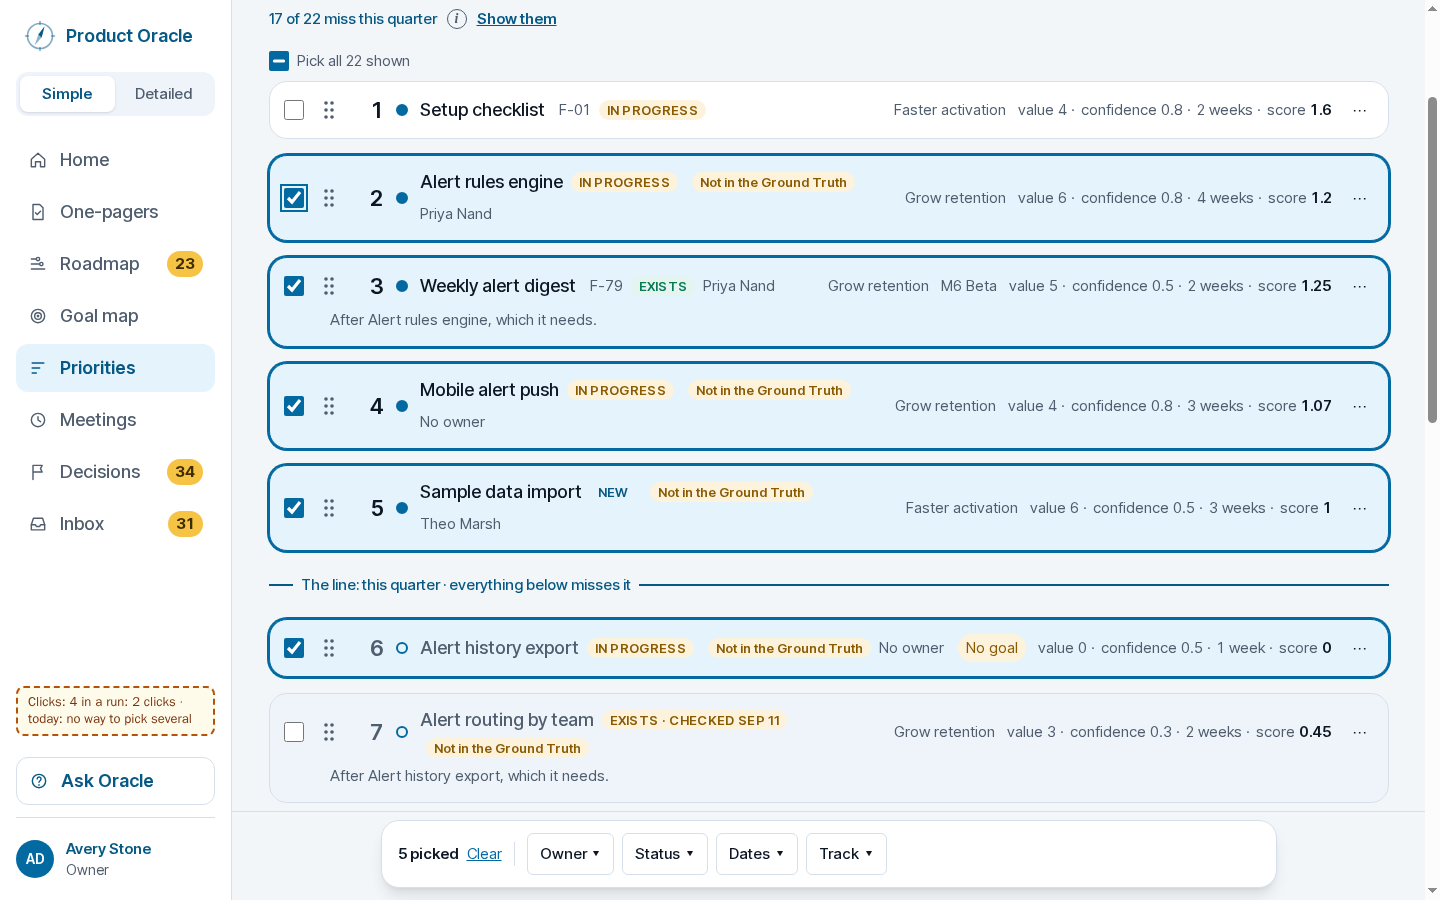 Product Oracle
Simple Detailed
Home
One-pagers
Roadmap 23
Goal map
Priorities
Meetings
Decisions 34
Inbox 31
Clicks: 4 in a run: 2 clicks ·
today: no way to pick several
Ask Oracle
AD Avery Stone
Owner
17 of 22 miss this quarter i Show them
Pick all 22 shown
1 Setup checklist F-01 IN PROGRESS Faster activation value 4 · confidence 0.8 · 2 weeks · score 1.6 ···
2 Alert rules engine IN PROGRESS Not in the Ground Truth Grow retention value 6 · confidence 0.8 · 4 weeks · score 1.2 ···
Priya Nand
3 Weekly alert digest F-79 EXISTS Priya Nand Grow retention M6 Beta value 5 · confidence 0.5 · 2 weeks · score 1.25 ···
After Alert rules engine, which it needs.
4 Mobile alert push IN PROGRESS Not in the Ground Truth Grow retention value 4 · confidence 0.8 · 3 weeks · score 1.07 ···
No owner
5 Sample data import NEW Not in the Ground Truth Faster activation value 6 · confidence 0.5 · 3 weeks · score 1 ···
Theo Marsh
The line: this quarter · everything below misses it
6 Alert history export IN PROGRESS Not in the Ground Truth No owner No goal value 0 · confidence 0.5 · 1 week · score 0 ···
7 Alert routing by team EXISTS · CHECKED SEP 11 Grow retention value 3 · confidence 0.3 · 2 weeks · score 0.45 ···
Not in the Ground Truth
After Alert history export, which it needs.
5 picked Clear Owner ▾ Status ▾ Dates ▾ Track ▾